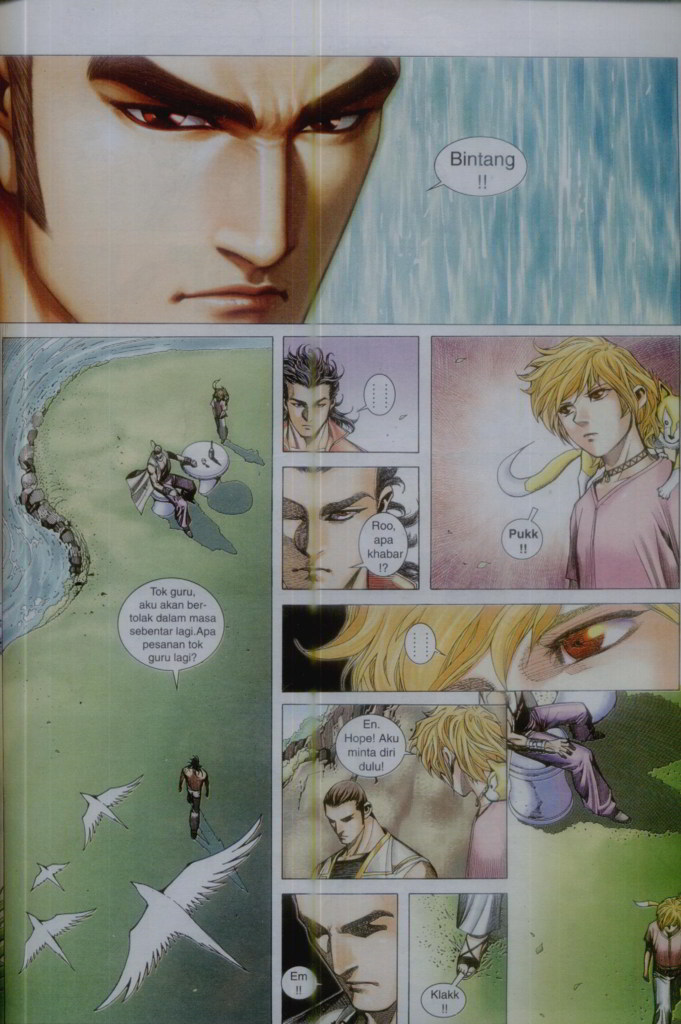 Bintang
!!
Tok guru,
aku akan ber-
tolak dalam masa
sebentar lagi.Apa
pesanan tok
guru lagi?
......
Roo,
apa
khabar
!?
Pukk
!!
......
En.
Hope! Aku
minta diri
dulu!
Em
!!
Klakk
!!